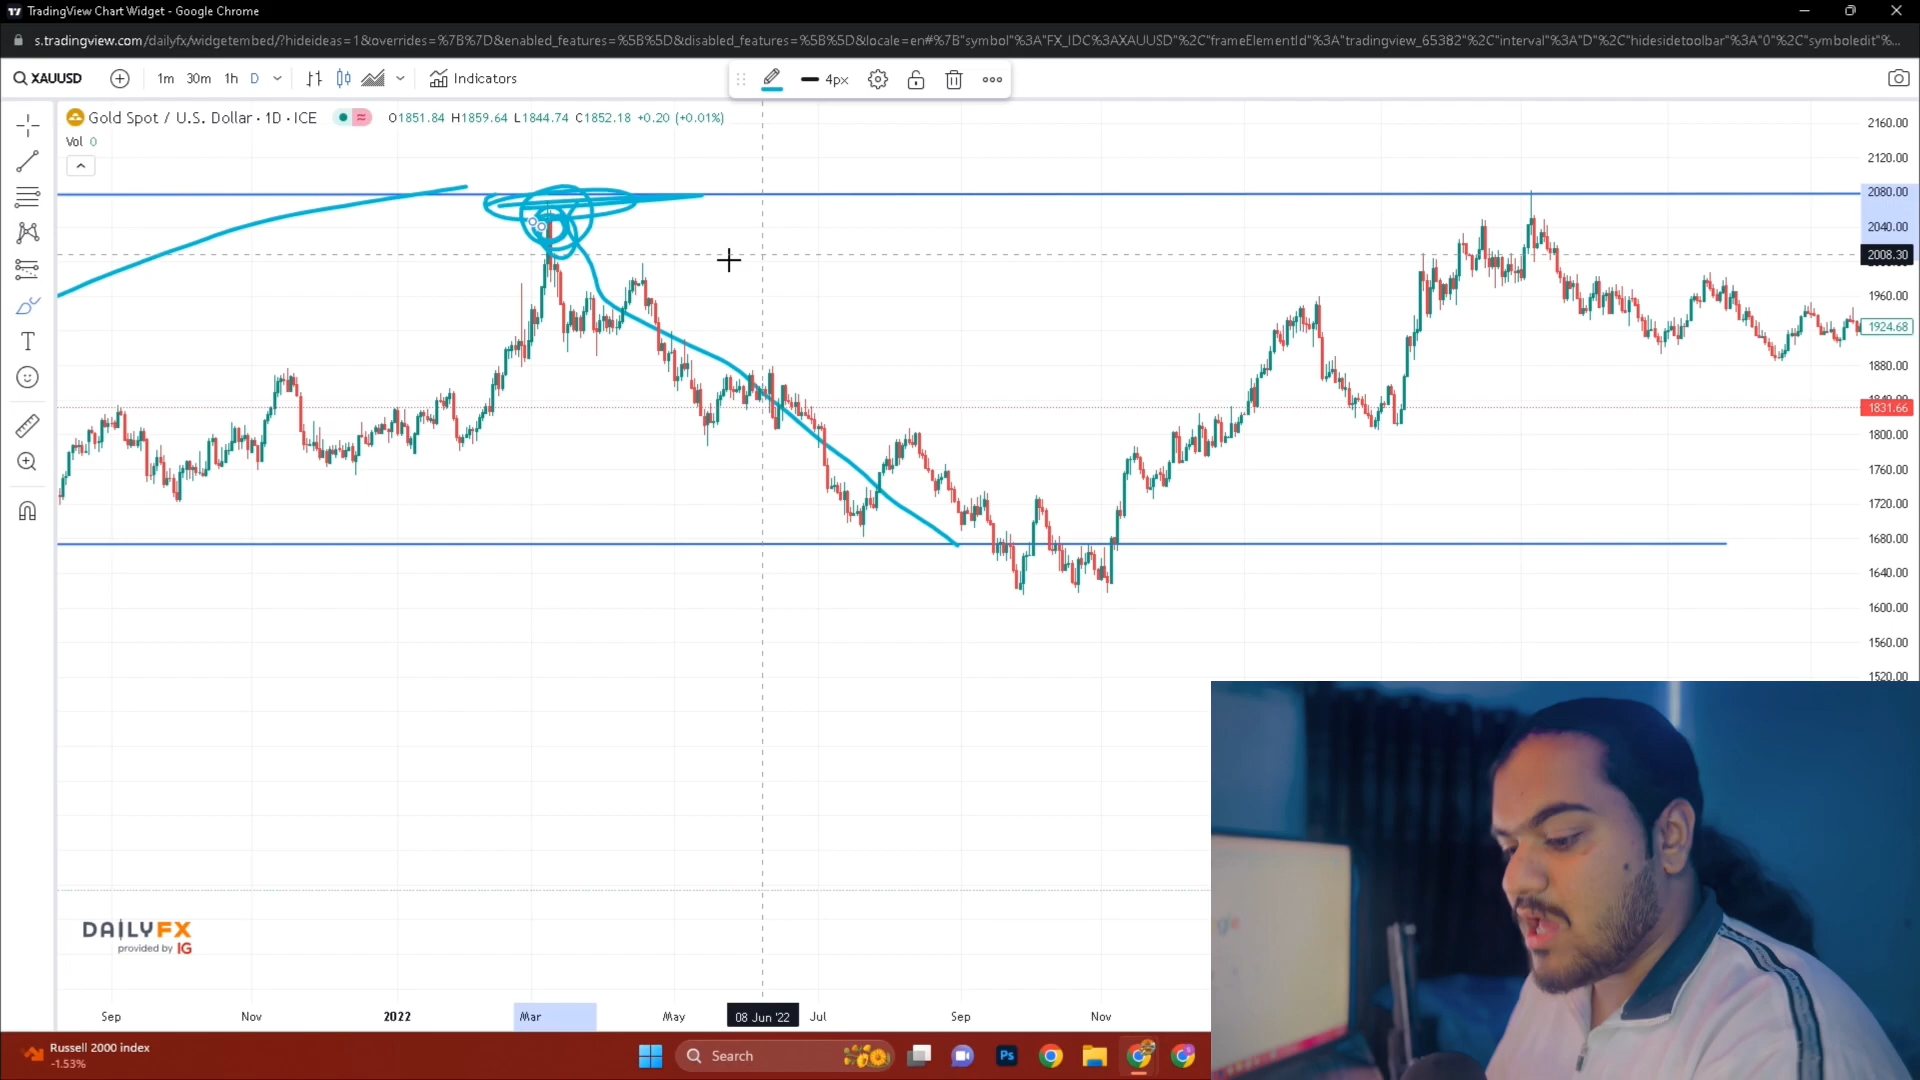 TradingView Chart Widget - Google Chrome
s.tradingview.com/dailyfx/widgetembed/?hideideas=1&overrides=%7B%7D&enabled_features=%5B%5D&disabled_features=%5B%5D&locale=en#%7B"symbol"%3A"FX_IDC%3AXAUUSD"%2C"frameElementId"%3A"tradingview_65382"%2C"interval"%3A"D"%2C"hidesidetoolbar"%3A"0"%2C"symboledit"%...
XAUUSD 1m 30m 1h D Indicators 4px
Gold Spot / U.S. Dollar · 1D · ICE O1851.84 H1859.64 L1844.74 C1852.18 +0.20 (+0.01%)
Vol 0
2160.00
2120.00
2080.00
2040.00
2008.30
1960.00
1924.68
1880.00
1831.66
1800.00
1760.00
1720.00
1680.00
1640.00
1600.00
1560.00
1520.00
DAILYFX
provided by IG
Sep Nov 2022 Mar May 08 Jun '22 Jul Sep Nov
Russell 2000 index
-1.53%
Search
Ps